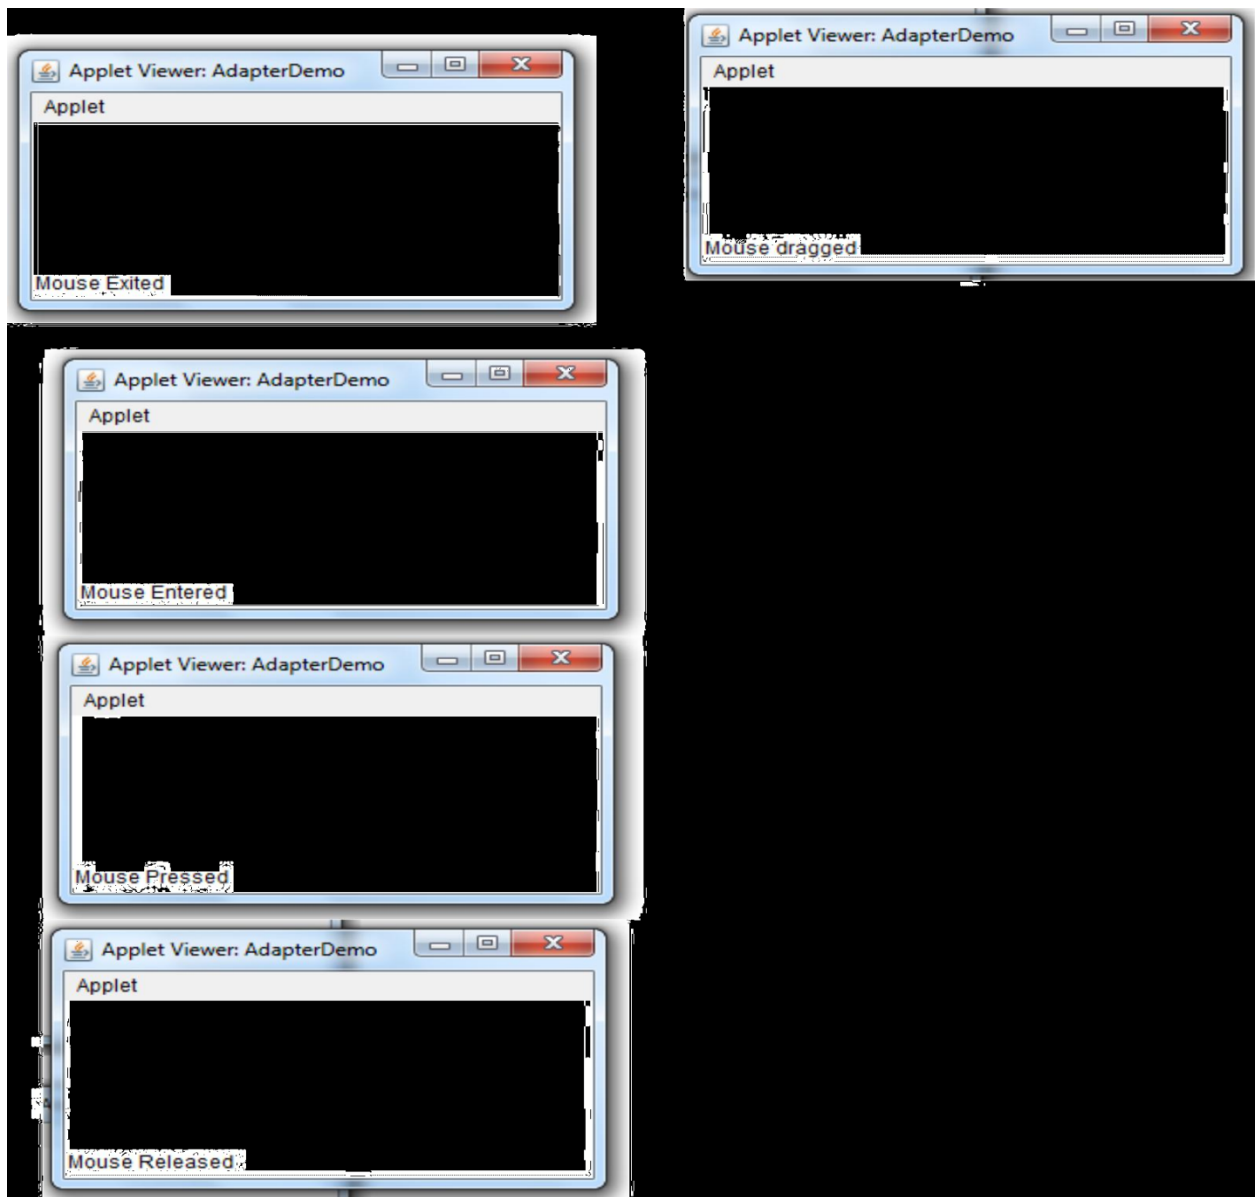 Applet Viewer: AdapterDemo
Applet
Mouse Exited
Applet Viewer: AdapterDemo
Applet
Mouse dragged
Applet Viewer: AdapterDemo
Applet
Mouse Entered
Applet Viewer: AdapterDemo
Applet
Mouse Pressed
Applet Viewer: AdapterDemo
Applet
Mouse Released